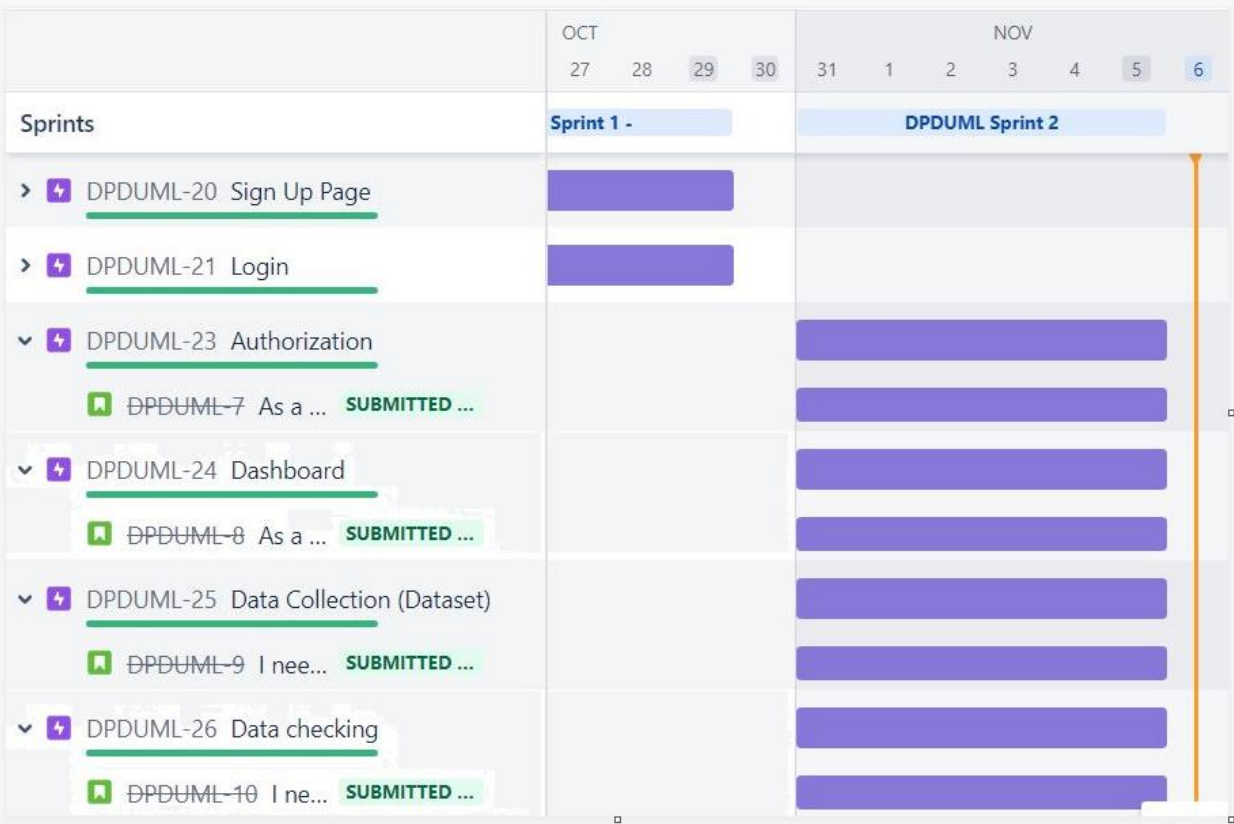 OCT NOV
27 28 29 30 31 1 2 3 4 5 6
Sprints Sprint 1 - DPDUML Sprint 2
DPDUML-20 Sign Up Page
DPDUML-21 Login
DPDUML-23 Authorization
DPDUML-7 As a ... SUBMITTED ...
DPDUML-24 Dashboard
DPDUML-8 As a ... SUBMITTED ...
DPDUML-25 Data Collection (Dataset)
DPDUML-9 I nee... SUBMITTED ...
DPDUML-26 Data checking
DPDUML-10 I ne... SUBMITTED ...